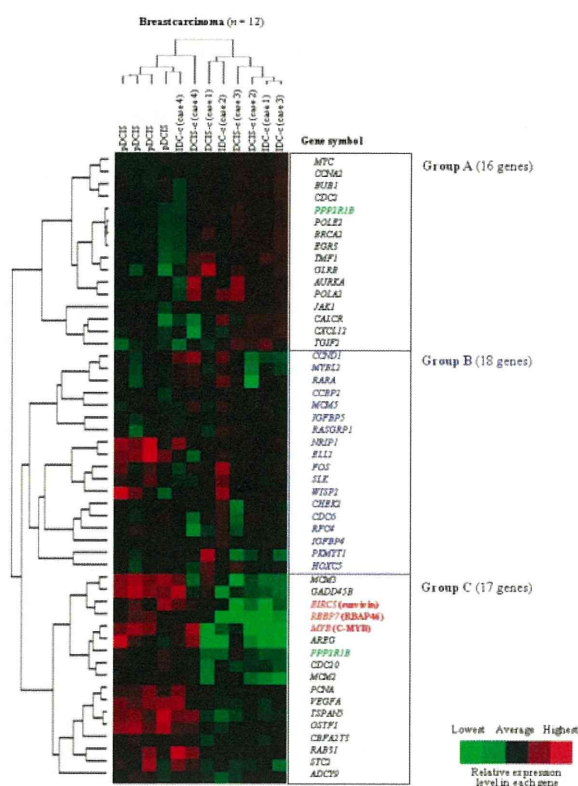 Breast carcinoma (n = 12)
pDCIS
pDCIS
pDCIS
pDCIS
IDC-c (case 4)
DCIS-c (case 4)
DCIS-c (case 1)
IDC-c (case 2)
DCIS-c (case 3)
DCIS-c (case 2)
IDC-c (case 1)
IDC-c (case 3)
Gene symbol
Group A (16 genes)
MYC
CCNA2
BUB1
CDC2
PPP2R1B
POLE2
BRCA2
EGR3
TMF1
GLRB
AURKA
POLA2
JAK1
CALCR
CXCL12
TGIF2
Group B (18 genes)
CCND1
MYBL2
RARA
MCM5
IGFBP5
RASGRP1
NRIP1
ELL2
FOS
SLK
WISP2
CHEK2
CDC6
RFC4
IGFBP4
PKMYT1
HOXC5
Group C (17 genes)
MCM3
GADD45B
BIRC5 (survivin)
RBBP7 (RBAP46)
MYB (C-MYB)
AREG
PPP2R1B
CDC20
MCM2
PCNA
VEGFA
TSPAN5
OSTF1
CBFA2T3
RAB31
STC2
ADCY9
Lowest Average Highest
Relative expression
level in each gene